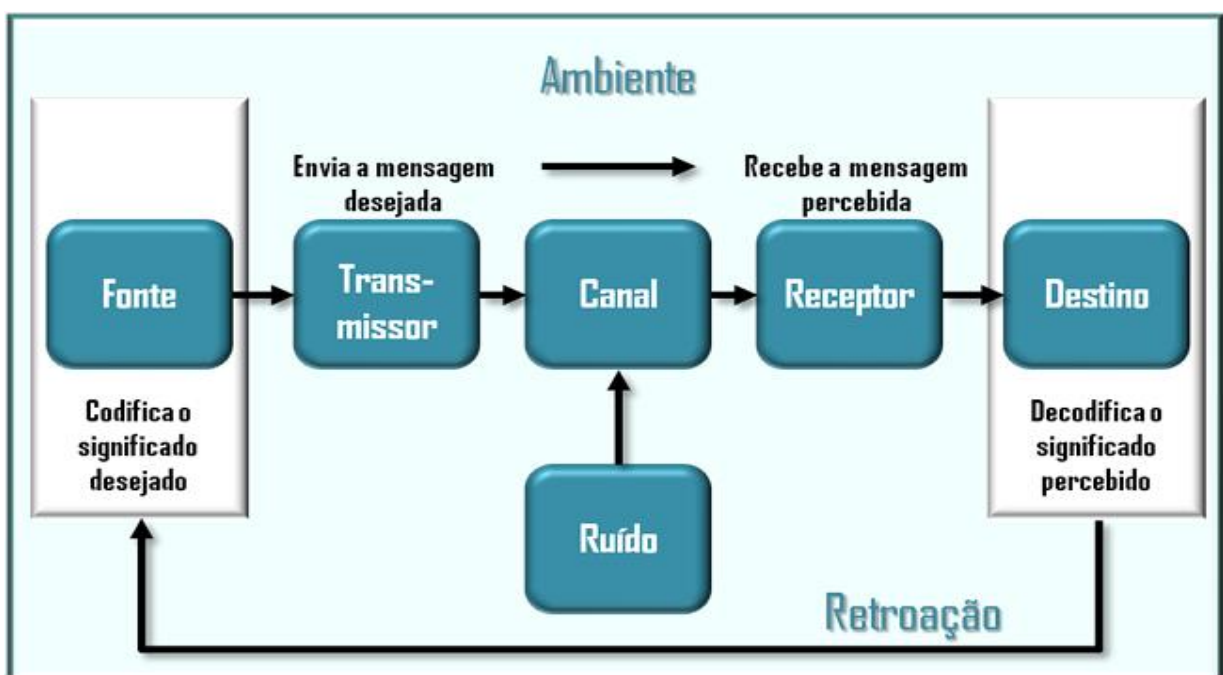 Ambiente
Envia a mensagem
desejada
Recebe a mensagem
percebida
Fonte
Trans-
missor
Canal
Receptor
Destino
Codifica o
significado
desejado
Decodifica o
significado
percebido
Ruído
Retroação